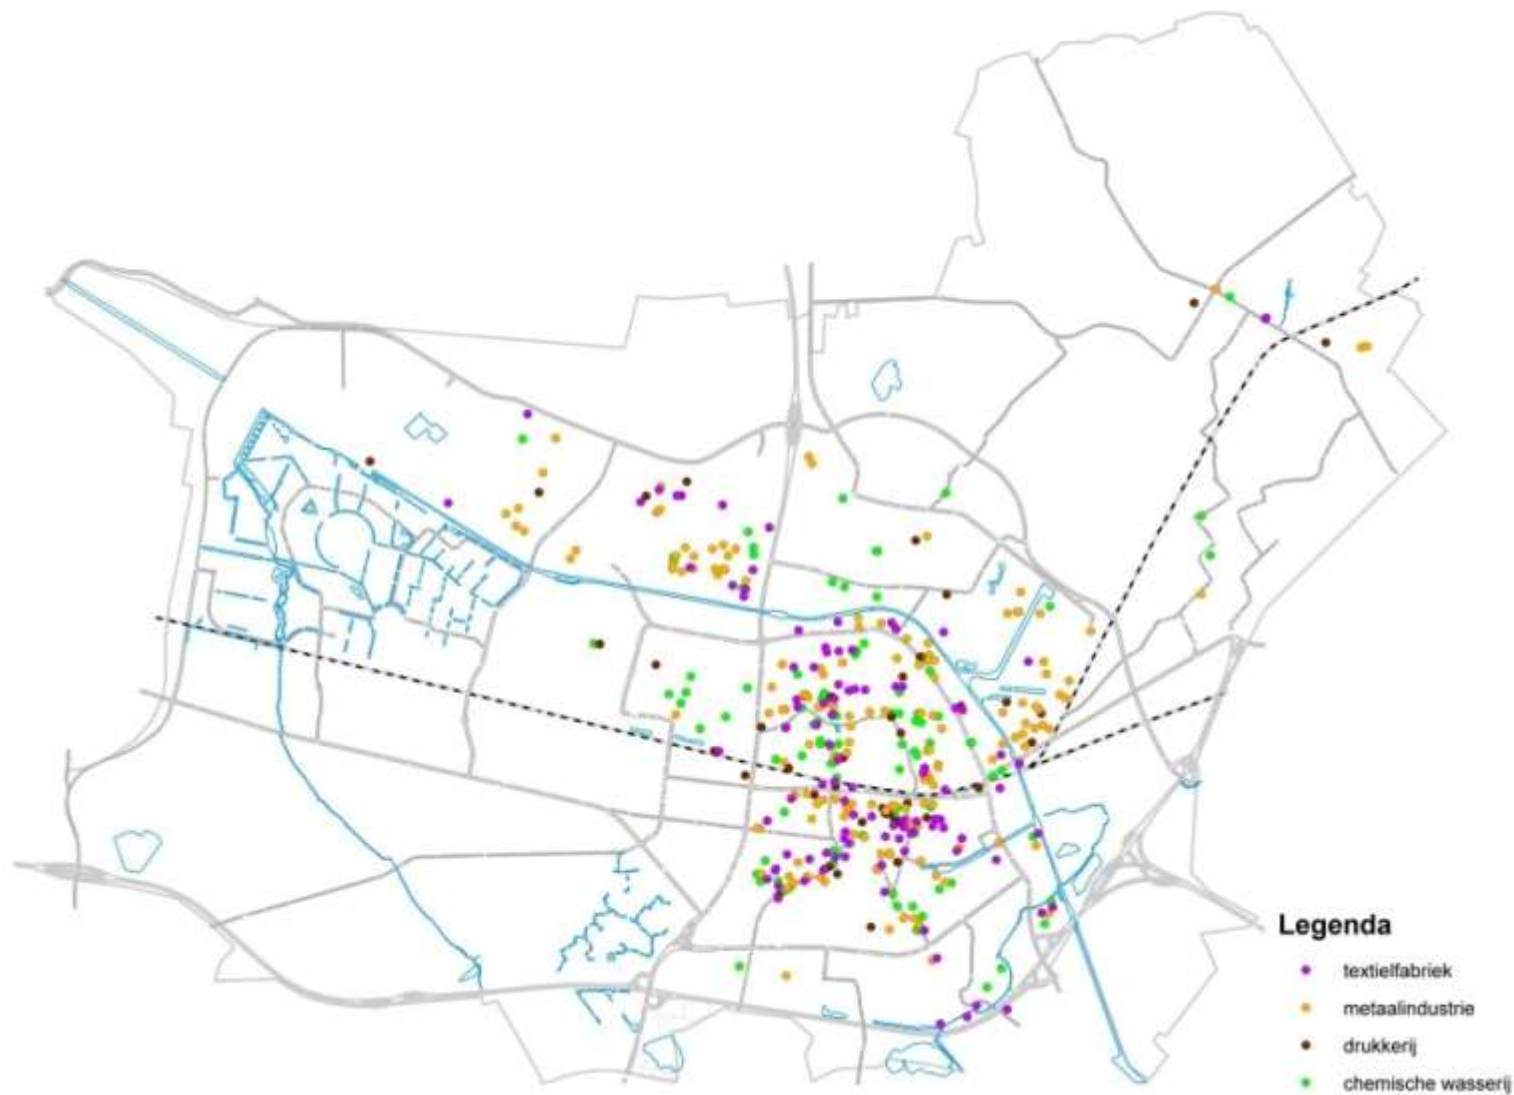 Legenda
textielfabriek
metaalindustrie
drukkerij
chemische wasserij